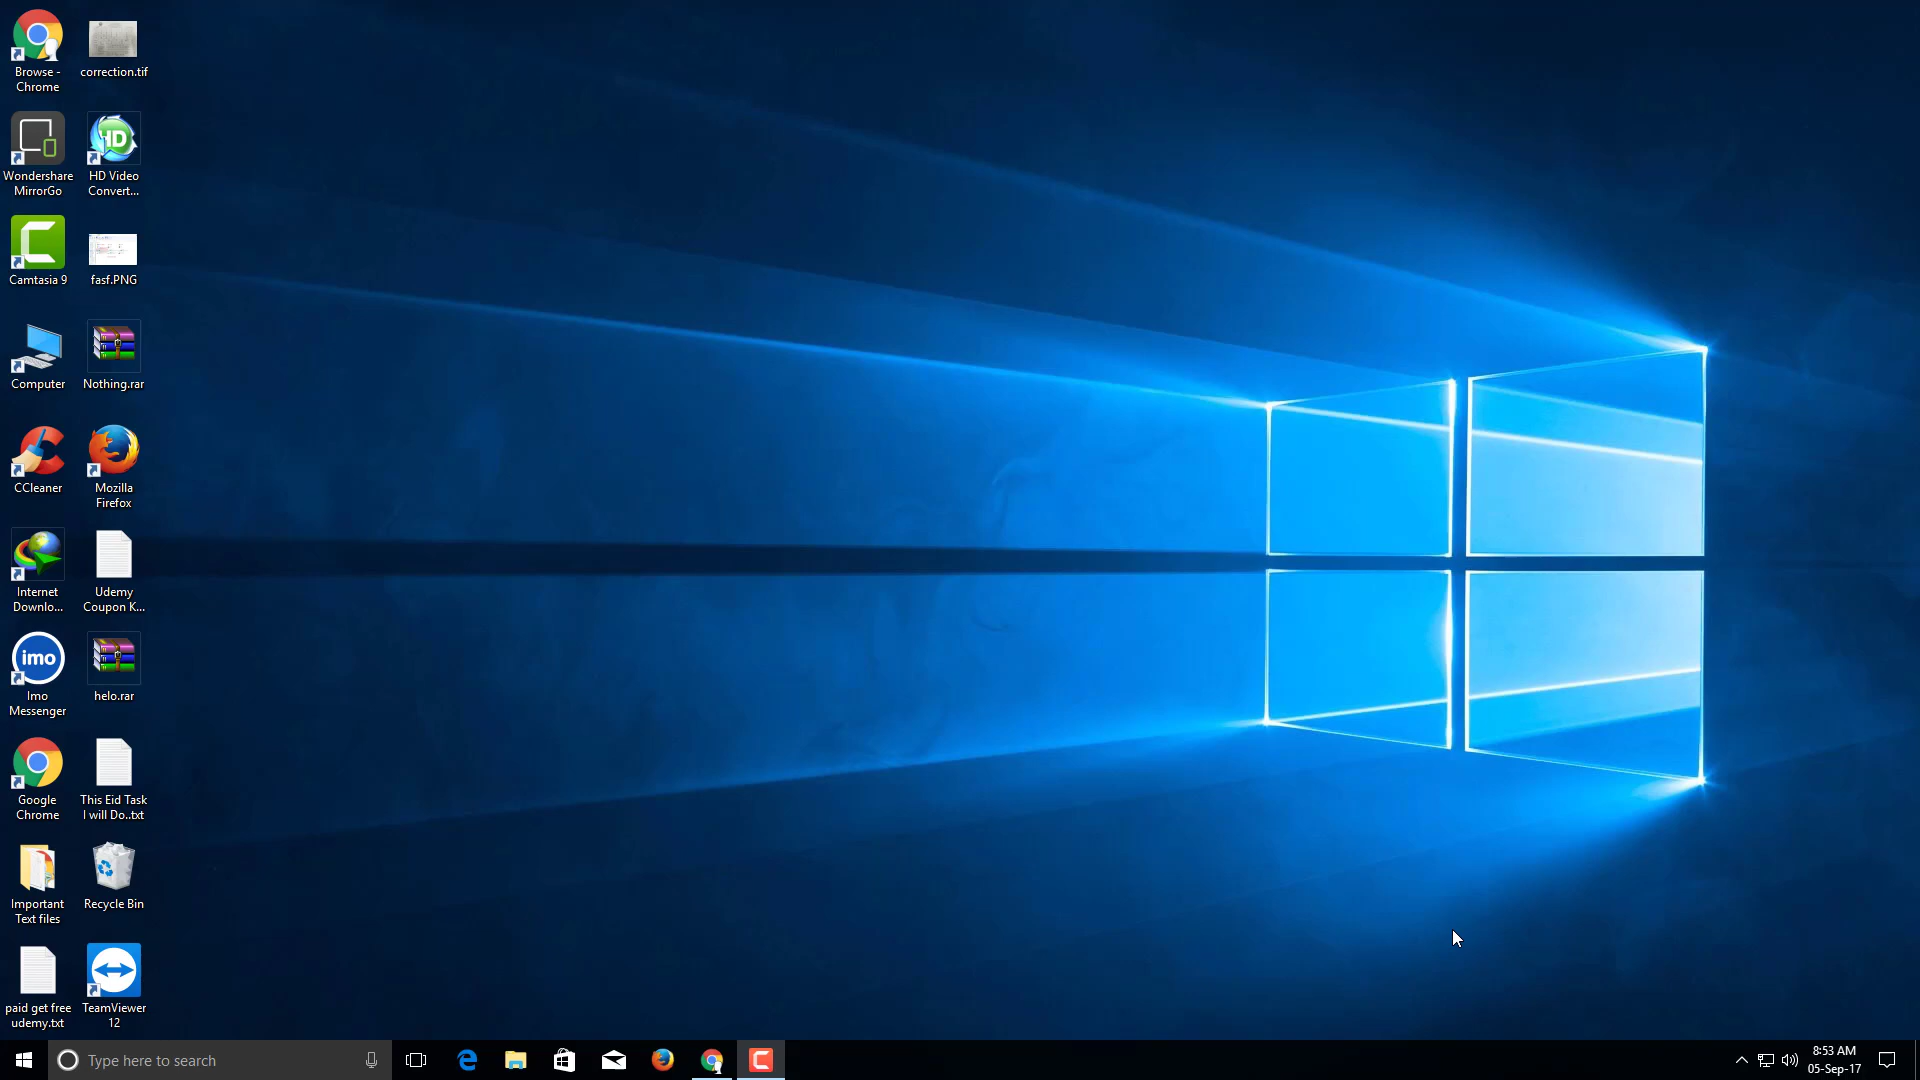 Browse -
Chrome
correction.tif
Wondershare
MirrorGo
HD
HD Video
Convert...
Camtasia 9
fasf.PNG
Computer
Nothing.rar
CCleaner
Mozilla
Firefox
Internet
Downlo...
Udemy
Coupon K...
imo
Imo
Messenger
helo.rar
Google
Chrome
This Eid Task
I will Do..txt
Important
Text files
Recycle Bin
paid get free
udemy.txt
TeamViewer
12
Type here to search
8:53 AM
05-Sep-17